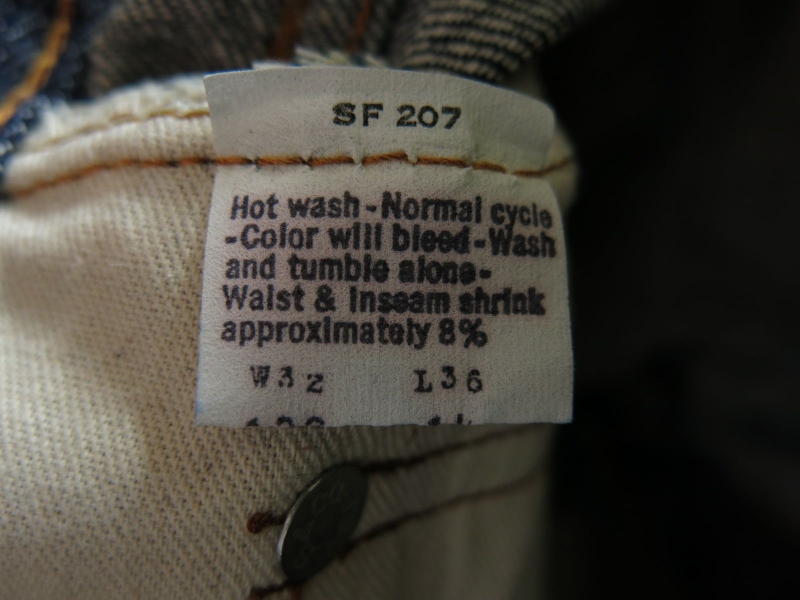 SF 207
Hot wash-Normal cycle
-Color will bleed-Wash
and tumble alone-
Waist & Inseam shrink
approximately 8%
W32 L36